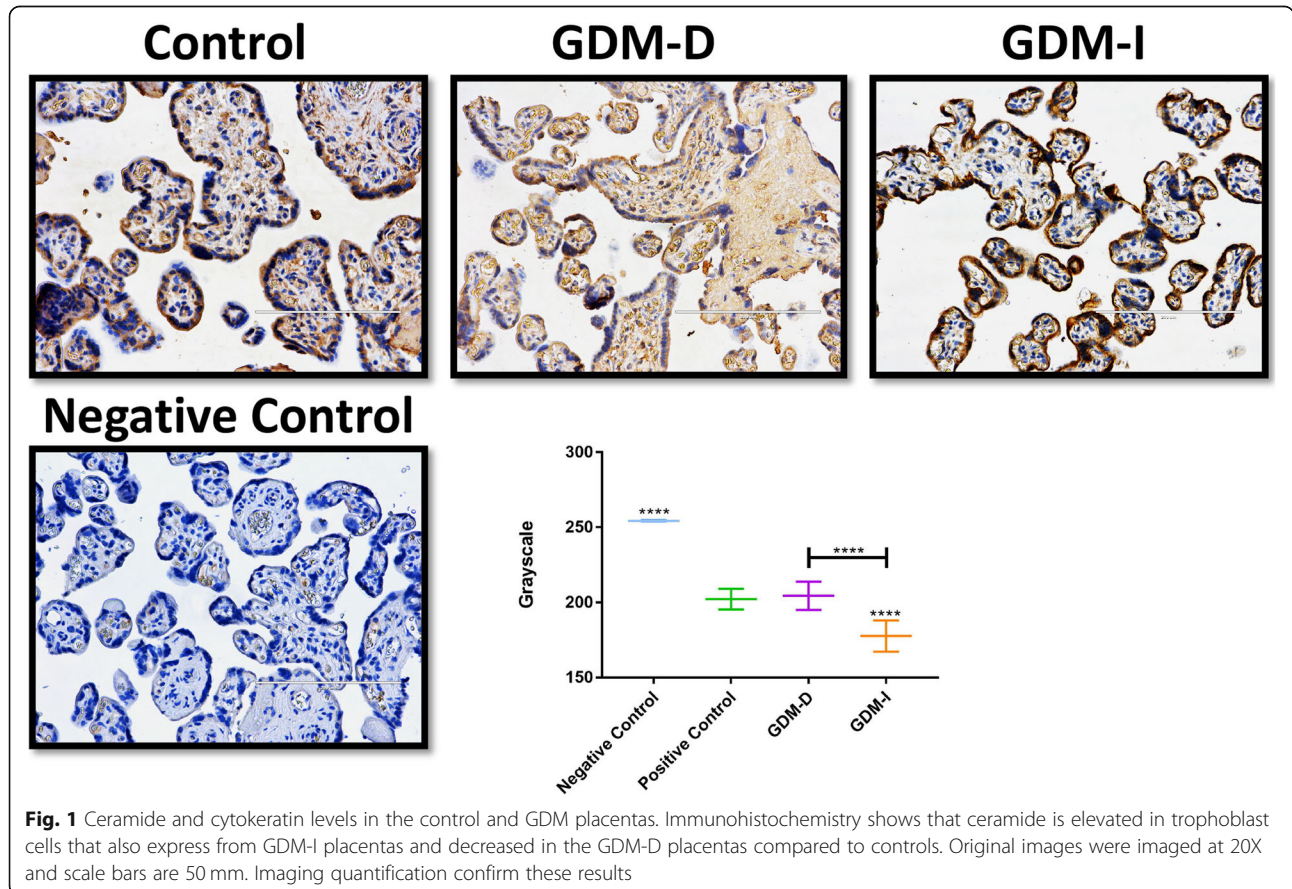 Control
GDM-D
GDM-I
Negative Control
300
250
200
150
Grayscale
****
****
****
Negative Control
Positive Control
GDM-D
GDM-I
Fig. 1 Ceramide and cytokeratin levels in the control and GDM placentas. Immunohistochemistry shows that ceramide is elevated in trophoblast
cells that also express from GDM-I placentas and decreased in the GDM-D placentas compared to controls. Original images were imaged at 20X
and scale bars are 50 mm. Imaging quantification confirm these results